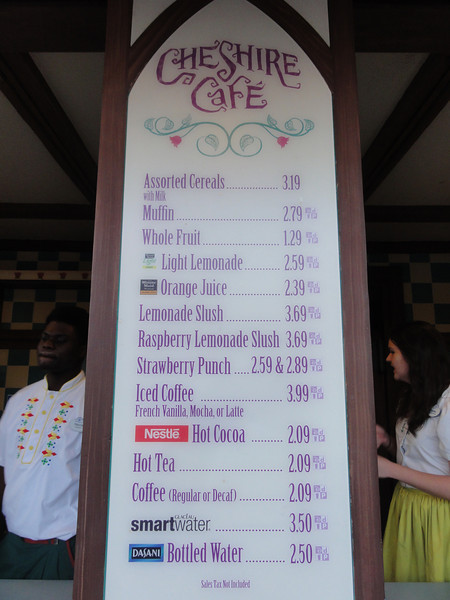 CHESHIRE
CAFÉ
Assorted Cereals.............. 3.19
with Milk
Muffin ............................ 2.79
Whole Fruit..................... 1.29
Light Lemonade......... 2.59
Orange Juice.............. 2.39
Lemonade Slush............. 3.69
Raspberry Lemonade Slush 3.69
Strawberry Punch ..... 2.59 & 2.89
Iced Coffee ..................... 3.99
French Vanilla, Mocha, or Latte
Nestlé Hot Cocoa .......... 2.09
Hot Tea ........................... 2.09
Coffee (Regular or Decaf) ........ 2.09
GLACÉAU
smartwater ................... 3.50
DASANI Bottled Water ............ 2.50
Sales Tax Not Included